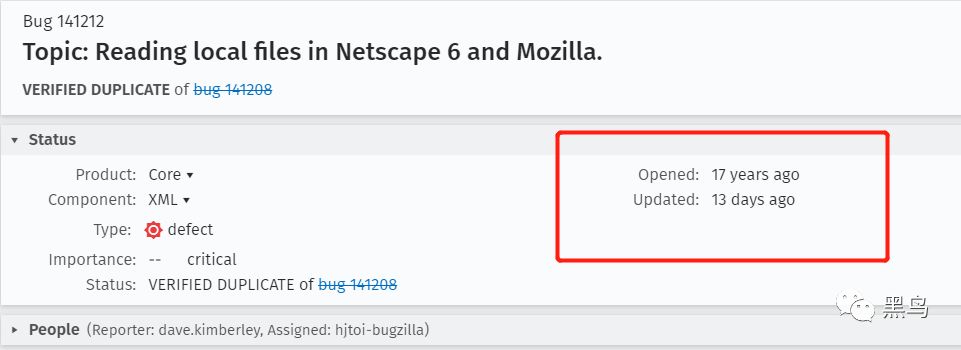 Bug 141212
Topic: Reading local files in Netscape 6 and Mozilla.
VERIFIED DUPLICATE of bug 141208
Status
Product: Core
Component: XML
Type: defect
Importance: -- critical
Status: VERIFIED DUPLICATE of bug 141208
Opened: 17 years ago
Updated: 13 days ago
黑鸟
People (Reporter: dave.kimberley, Assigned: hjtoi-bugzilla)